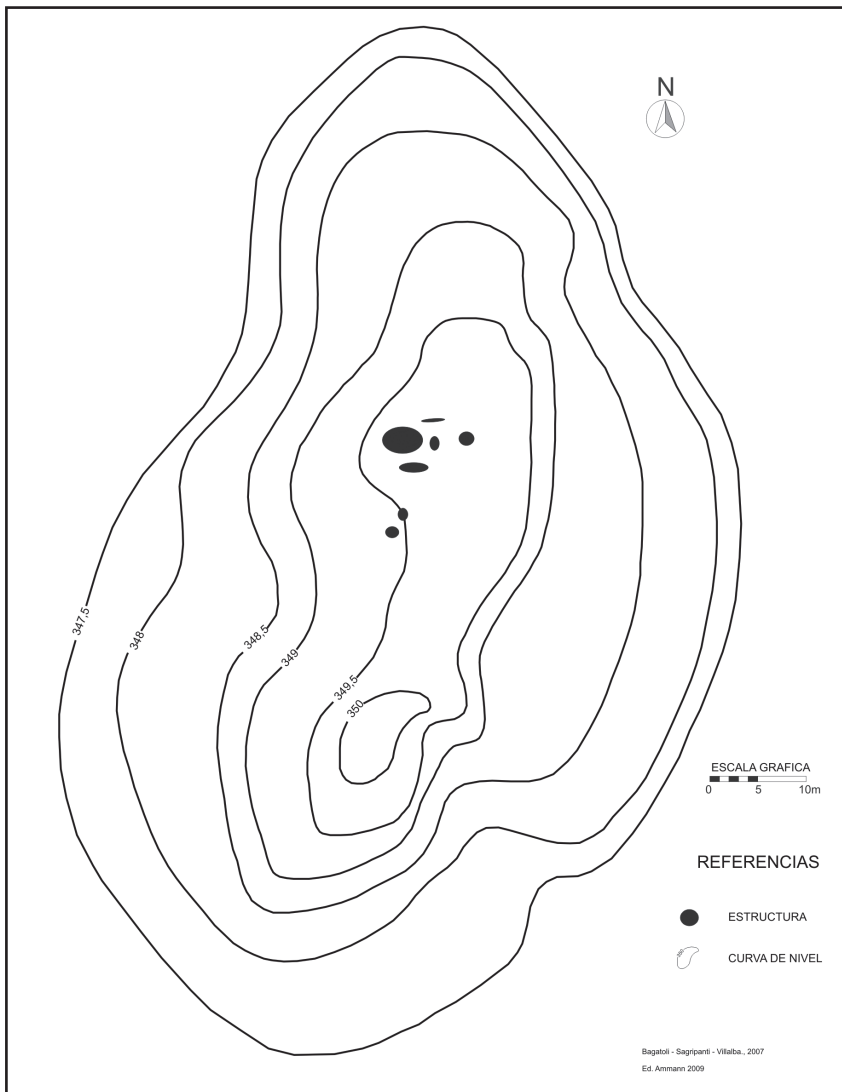 N
347,5
348
348,5
349
349,5
350
ESCALA GRAFICA
0 5 10m
REFERENCIAS
ESTRUCTURA
350
CURVA DE NIVEL
Bagatoli - Sagripanti - Villalba., 2007
Ed. Ammann 2009